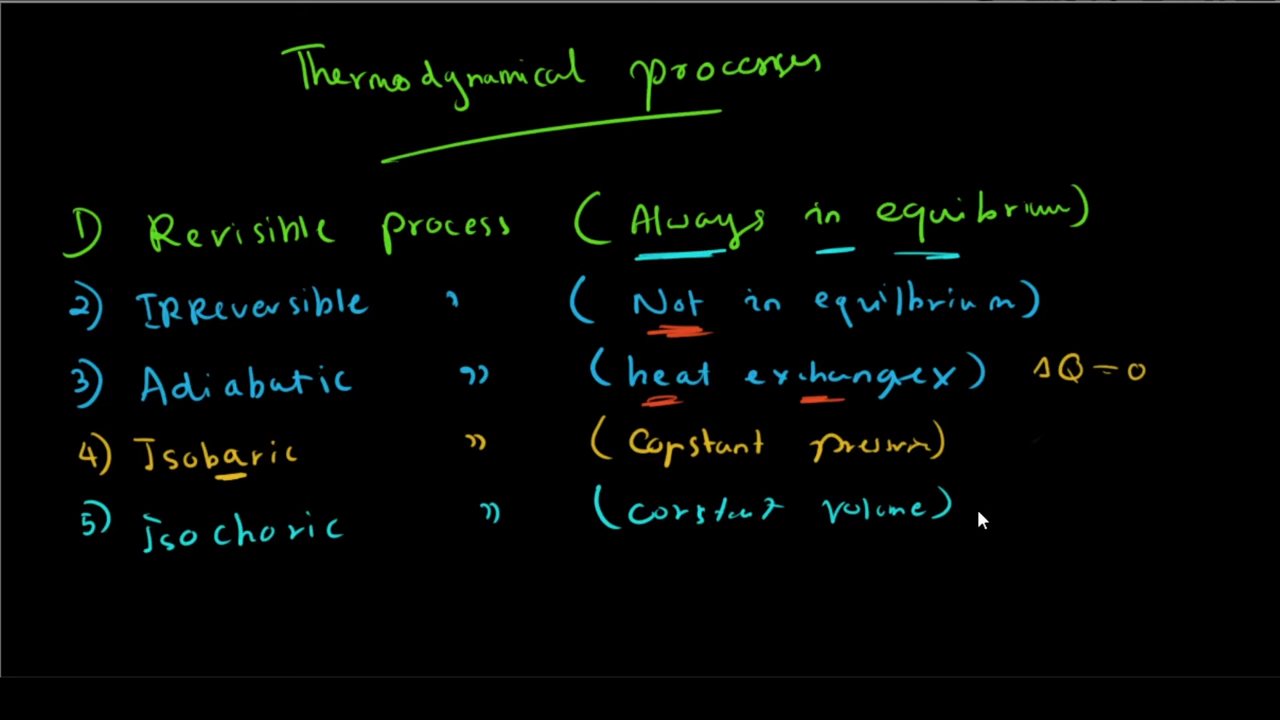 Thermodynamical processes
1) Revisible process (Always in equibrium)
2) IRReversible " (Not in equilbrium)
3) Adiabatic " (heat exchangex) ΔQ = 0
4) Isobaric " (Constant pressure)
5) Isochoric " (constant volume)